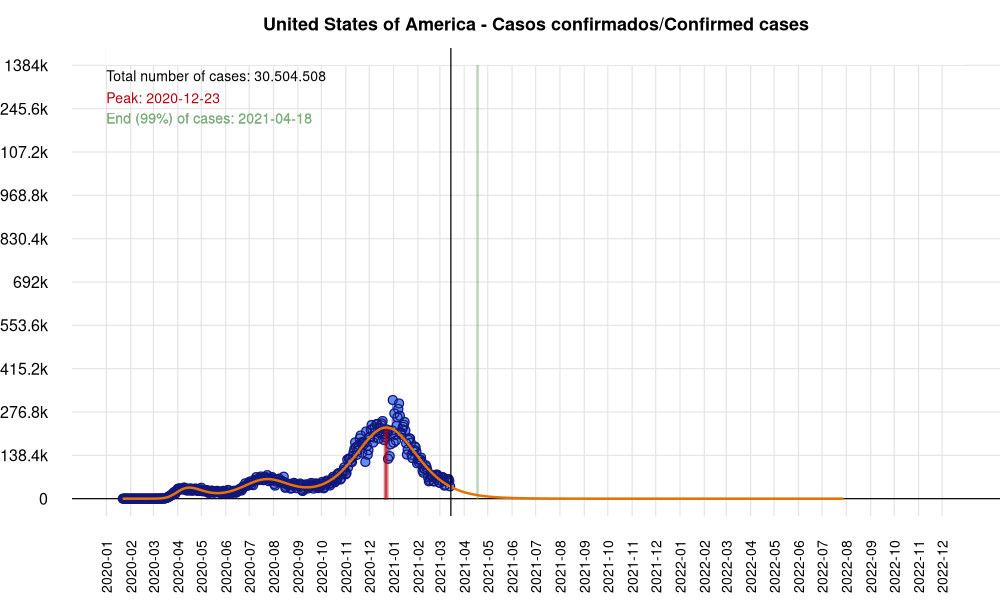 United States of America - Casos confirmados/Confirmed cases
Total number of cases: 30.504.508
Peak: 2020-12-23
End (99%) of cases: 2021-04-18
1384k
245.6k
107.2k
968.8k
830.4k
692k
553.6k
415.2k
276.8k
138.4k
0
2020-01
2020-02
2020-03
2020-04
2020-05
2020-06
2020-07
2020-08
2020-09
2020-10
2020-11
2020-12
2021-01
2021-02
2021-03
2021-04
2021-05
2021-06
2021-07
2021-08
2021-09
2021-10
2021-11
2021-12
2022-01
2022-02
2022-03
2022-04
2022-05
2022-06
2022-07
2022-08
2022-09
2022-10
2022-11
2022-12